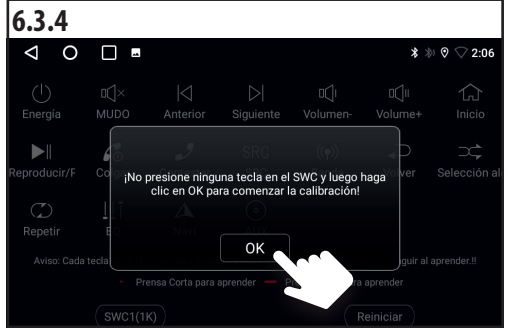 6.3.4
2:06
Energía MUDO Anterior Siguiente Volumen- Volume+ Inicio
SRC
Reproducir/F Selección al
¡No presione ninguna tecla en el SWC y luego haga
clic en OK para comenzar la calibración!
Repetir
OK
Aviso: Cada tecla guir al aprender.!!
Prensa Corta para aprender aprender
SWC1(1K) Reiniciar